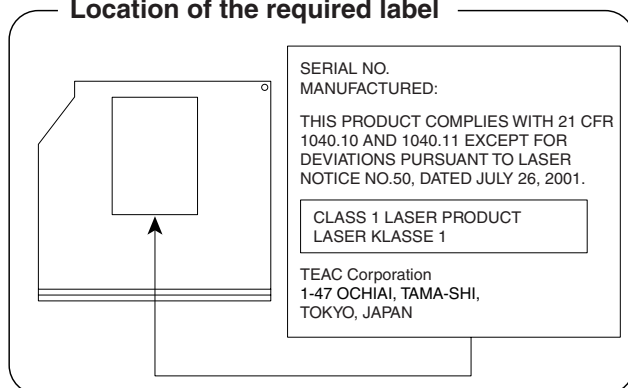 Location of the required label
SERIAL NO.
MANUFACTURED:
THIS PRODUCT COMPLIES WITH 21 CFR
1040.10 AND 1040.11 EXCEPT FOR
DEVIATIONS PURSUANT TO LASER
NOTICE NO.50, DATED JULY 26, 2001.
CLASS 1 LASER PRODUCT
LASER KLASSE 1
TEAC Corporation
1-47 OCHIAI, TAMA-SHI,
TOKYO, JAPAN